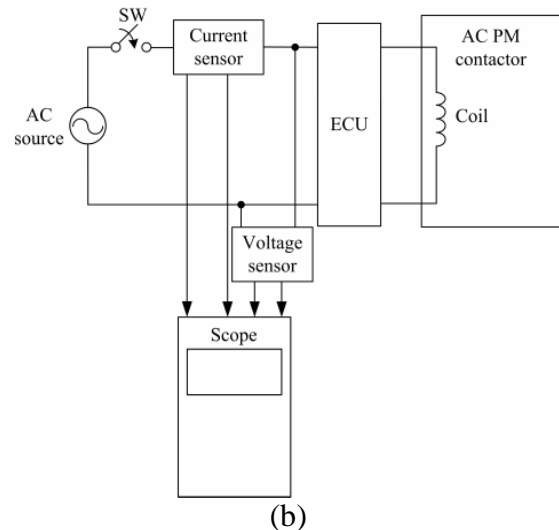 SW
Current
sensor
AC PM
contactor
AC
source
ECU
Coil
Voltage
sensor
Scope
(b)